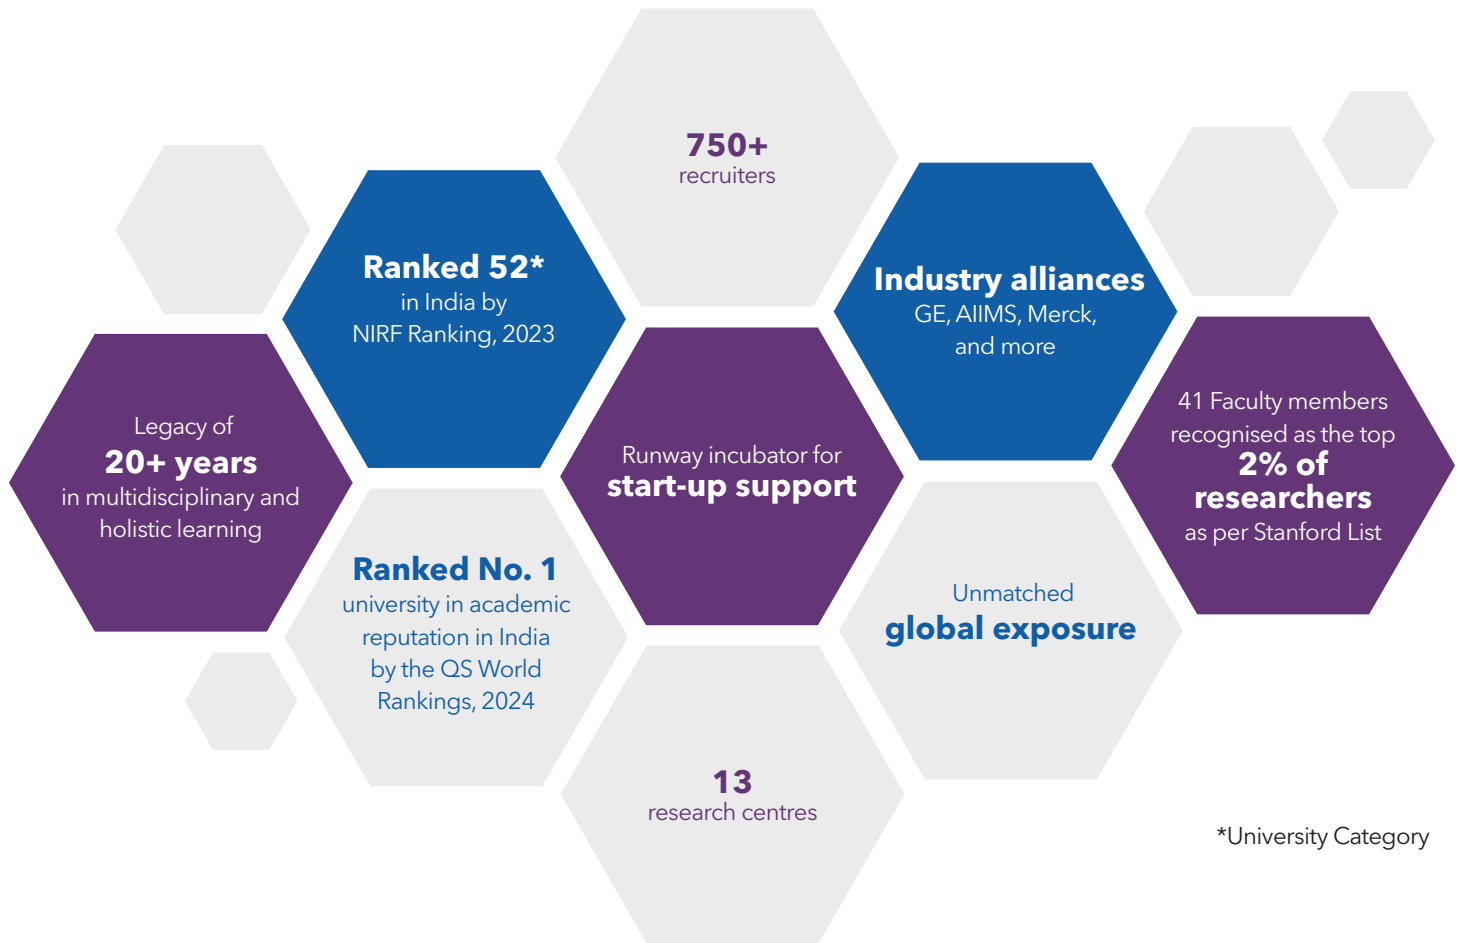 750+
recruiters
Ranked 52*
in India by
NIRF Ranking, 2023
Industry alliances
GE, AIIMS, Merck,
and more
Legacy of
20+ years
in multidisciplinary and
holistic learning
Runway incubator for
start-up support
41 Faculty members
recognised as the top
2% of
researchers
as per Stanford List
Ranked No. 1
university in academic
reputation in India
by the QS World
Rankings, 2024
Unmatched
global exposure
13
research centres
*University Category